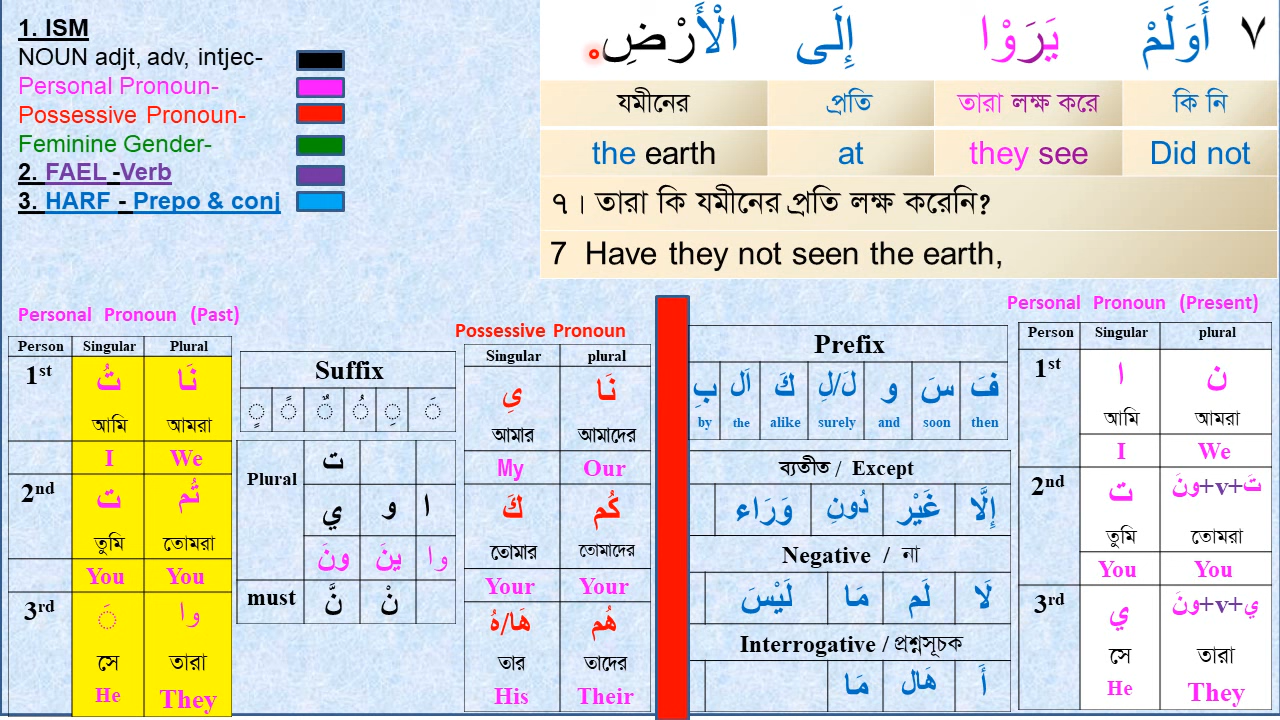 1. ISM
NOUN adjt, adv, intjec-
Personal Pronoun-
Possessive Pronoun-
Feminine Gender-
2. FAEL -Verb
3. HARF - Prepo & conj
٧ أَوَلَمْ يَرَوْا إِلَى الْأَرْضِ
যমীনের প্রতি তারা লক্ষ করে কি নি
the earth at they see Did not
৭। তারা কি যমীনের প্রতি লক্ষ করেনি?
7 Have they not seen the earth,
Personal Pronoun (Past)
Person Singular Plural
1st تُ نَا
আমি আমরা
I We
2nd ت تُم
তুমি তোমরা
You You
3rd َ وا
সে তারা
He They
Suffix
ٍ ً ٌ ُ ِ َ
Plural ت
ي و ا
ونَ ينَ وا
must نَّ نْ
Possessive Pronoun
Singular plural
يِ نَا
আমার আমাদের
My Our
كَ كُم
তোমার তোমাদের
Your Your
هَا/هُ هُم
তার তাদের
His Their
Prefix
بِ اَل كَ لَ/لِ و سَ فَ
by the alike surely and soon then
ব্যতীত / Except
وَرَاء دُونِ غَيْر إِلَّا
Negative / না
لَيْسَ مَا لَم لَا
Interrogative / প্রশ্নসূচক
مَا هَال أَ
Personal Pronoun (Present)
Person Singular plural
1st ا ن
আমি আমরা
I We
2nd ت تَ+v+ونَ
তুমি তোমরা
You You
3rd ي ي+v+ونَ
সে তারা
He They